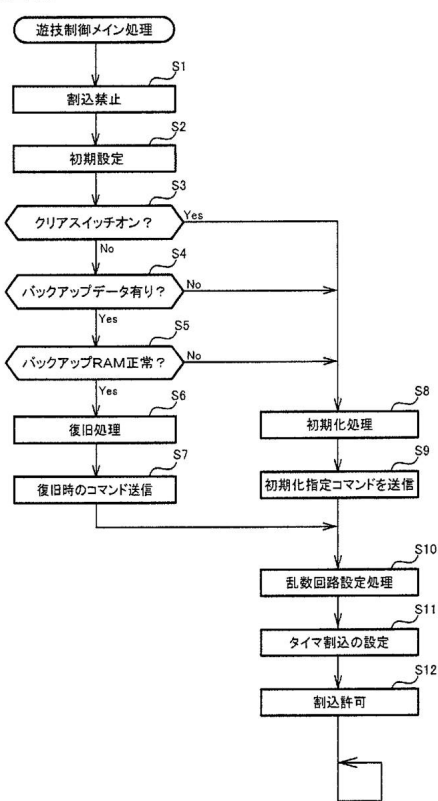 遊技制御メイン処理
S1
割込禁止
S2
初期設定
S3
クリアスイッチオン？
Yes
No
S4
バックアップデータ有り？
No
Yes
S5
バックアップRAM正常？
No
Yes
S6
復旧処理
S7
復旧時のコマンド送信
S8
初期化処理
S9
初期化指定コマンドを送信
S10
乱数回路設定処理
S11
タイマ割込の設定
S12
割込許可